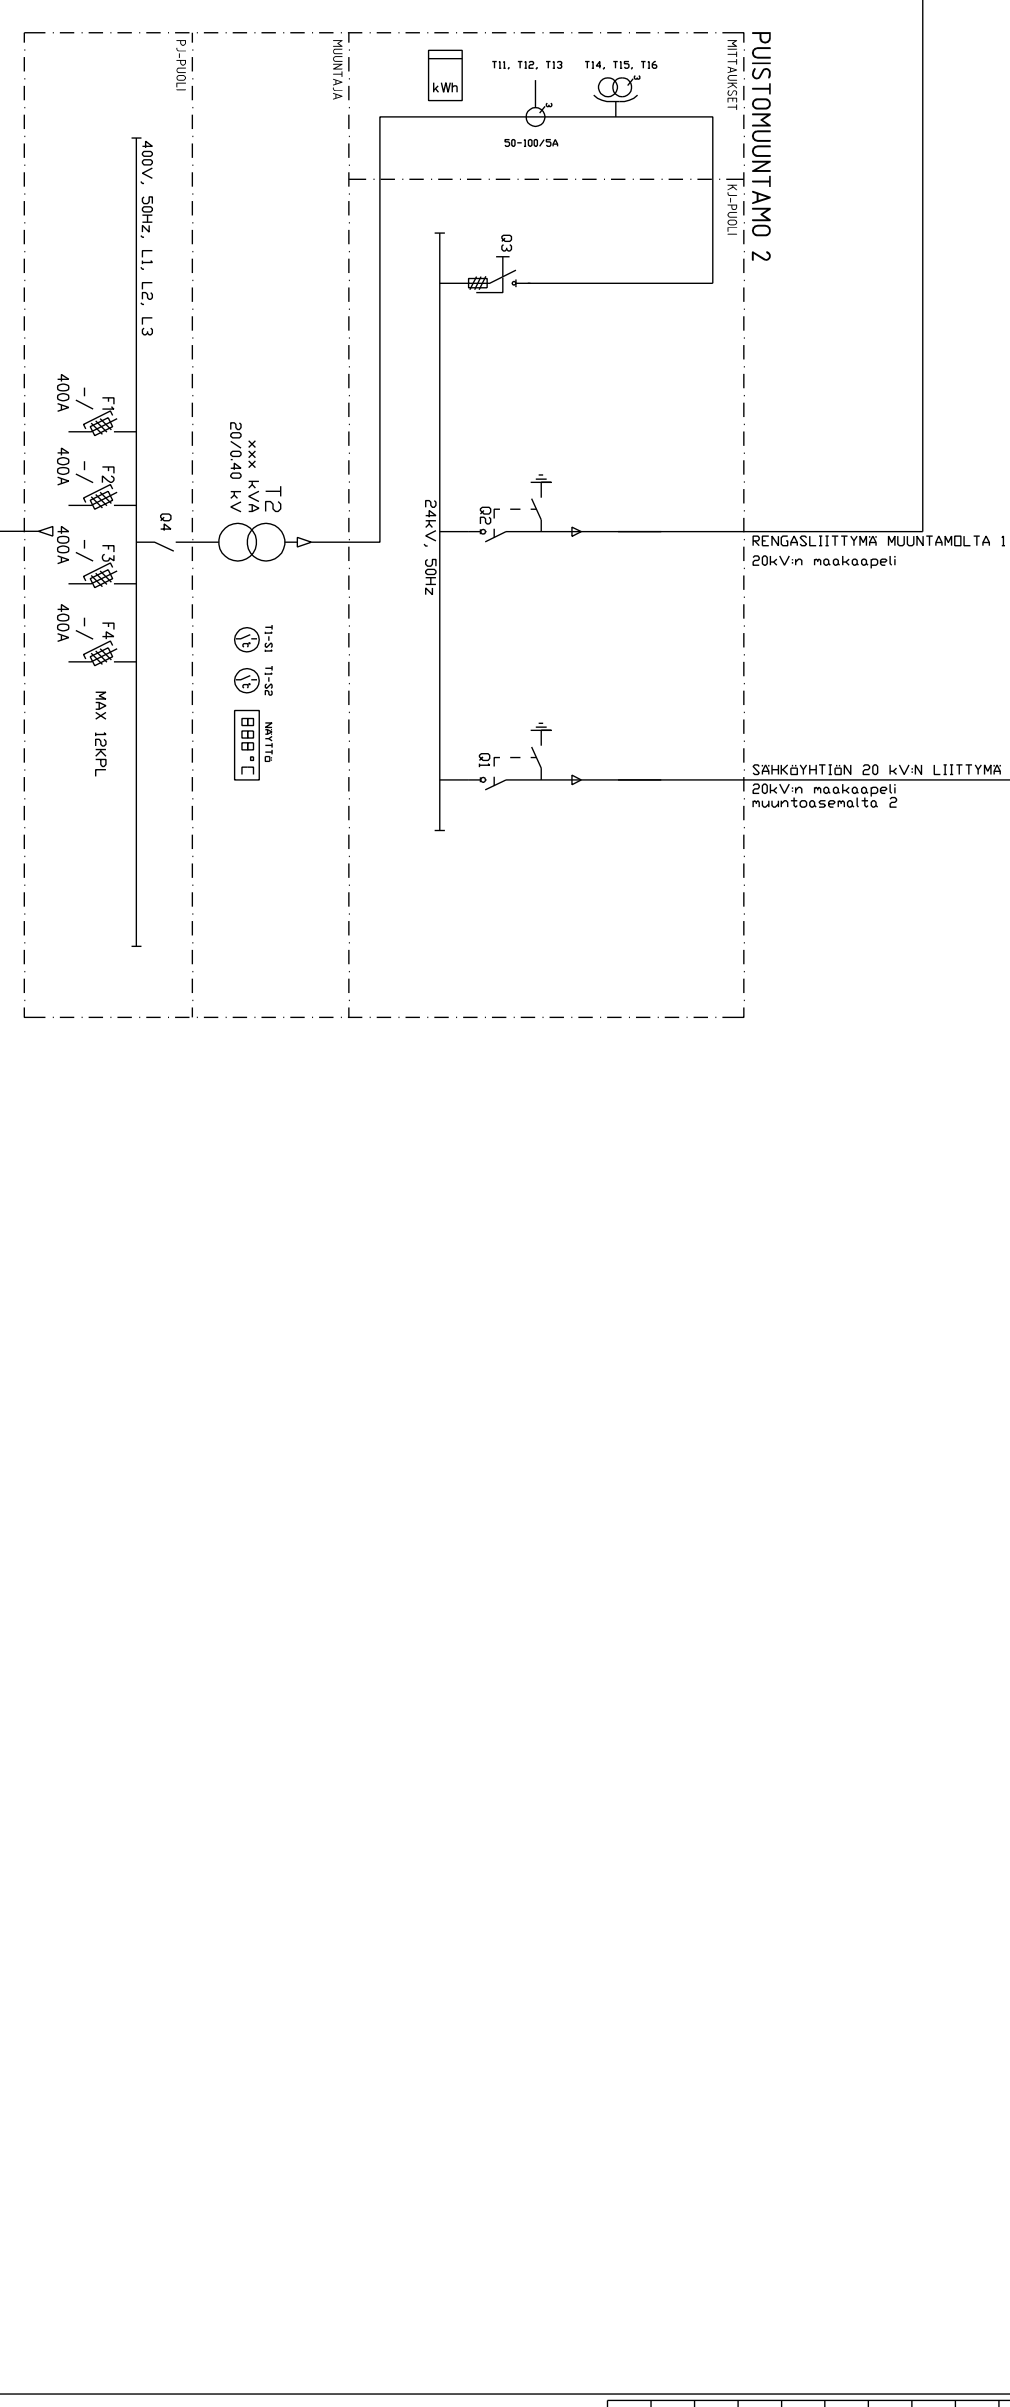 PUISTOMUUNTAMO 2
MITTAUKSET
KJ-PUOLI
MUUNTAJA
PJ-PUOLI
kWh
T11, T12, T13
T14, T15, T16
3
3
50-100/5A
Q3
24kV, 50Hz
Q2
RENGASLIITTYMÄ MUUNTAMOLTA 1
20kV:n maakaapeli
Q1
SÄHKÖYHTIÖN 20 kV:N LIITTYMÄ
20kV:n maakaapeli
muuntoasemalta 2
T2
xxx kVA
20/0.40 kV
T1-S1
T1-S2
NÄYTTÖ
888°C
400V, 50Hz, L1, L2, L3
Q4
F1
400A
F2
400A
F3
400A
F4
400A
MAX 12KPL